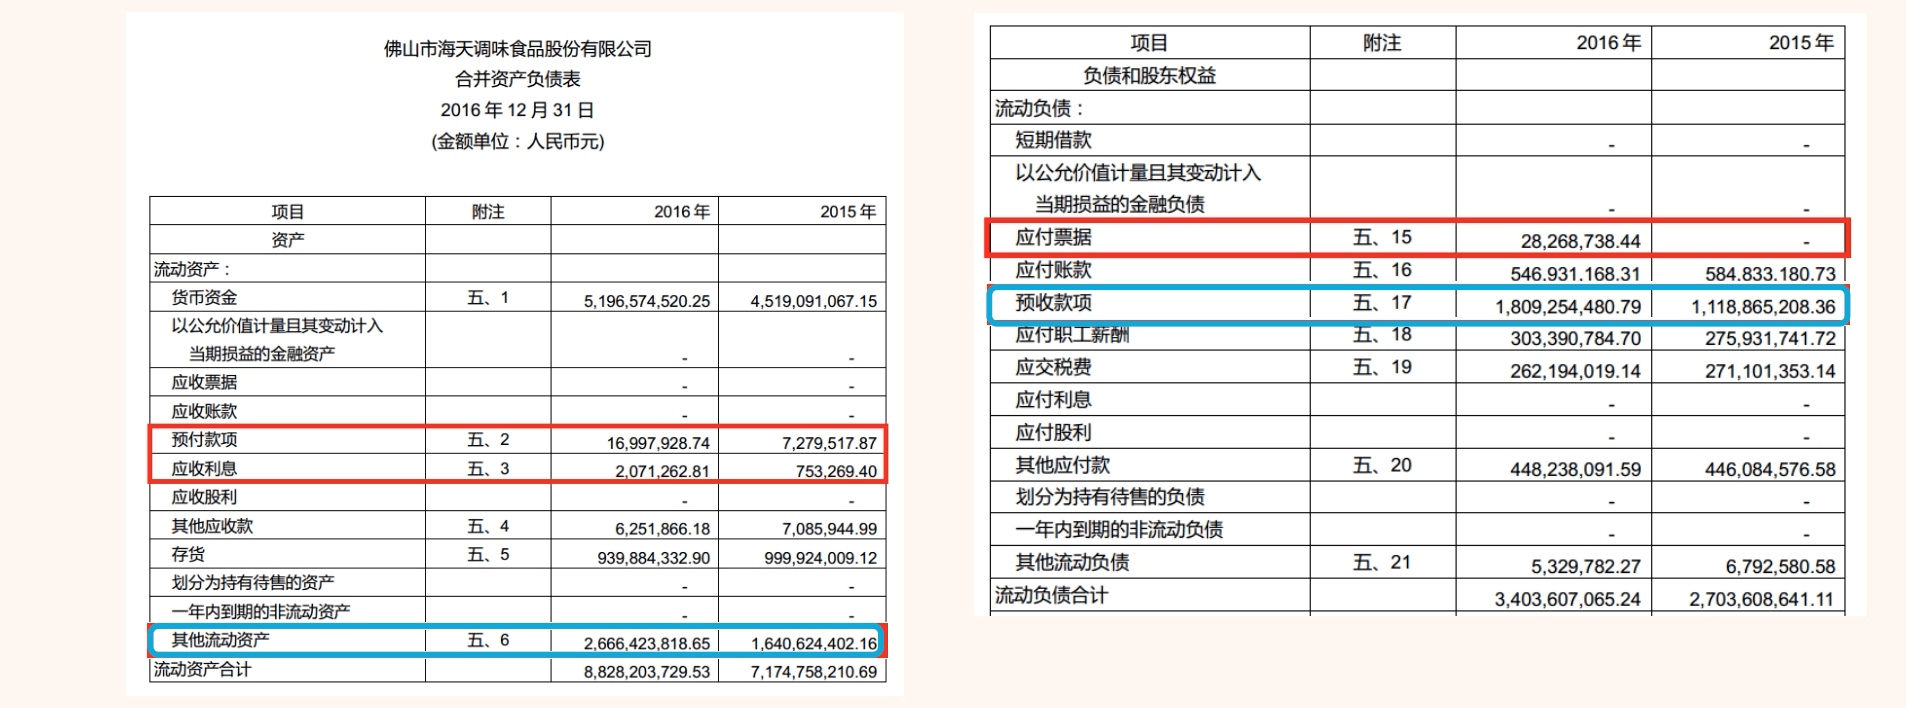 佛山市海天调味食品股份有限公司
合并资产负债表
2016 年 12 月 31 日
(金额单位：人民币元)
项目 附注 2016 年 2015 年
资产
流动资产：
货币资金 五、1 5,196,574,520.25 4,519,091,067.15
以公允价值计量且其变动计入
当期损益的金融资产 - -
应收票据 - -
应收账款 - -
预付款项 五、2 16,997,928.74 7,279,517.87
应收利息 五、3 2,071,262.81 753,269.40
应收股利 - -
其他应收款 五、4 6,251,866.18 7,085,944.99
存货 五、5 939,884,332.90 999,924,009.12
划分为持有待售的资产 - -
一年内到期的非流动资产 - -
其他流动资产 五、6 2,666,423,818.65 1,640,624,402.16
流动资产合计 8,828,203,729.53 7,174,758,210.69
项目 附注 2016 年 2015 年
负债和股东权益
流动负债：
短期借款 - -
以公允价值计量且其变动计入
当期损益的金融负债 - -
应付票据 五、15 28,268,738.44 -
应付账款 五、16 546.931.168.31 584.833.180.73
预收款项 五、17 1,809,254,480.79 1,118,865,208.36
应付职工薪酬 五、18 303,390,784.70 275,931,741.72
应交税费 五、19 262,194,019.14 271,101,353.14
应付利息 - -
应付股利 - -
其他应付款 五、20 448,238,091.59 446,084,576.58
划分为持有待售的负债 - -
一年内到期的非流动负债 - -
其他流动负债 五、21 5,329,782.27 6,792,580.58
流动负债合计 3,403,607,065.24 2,703,608,641.11